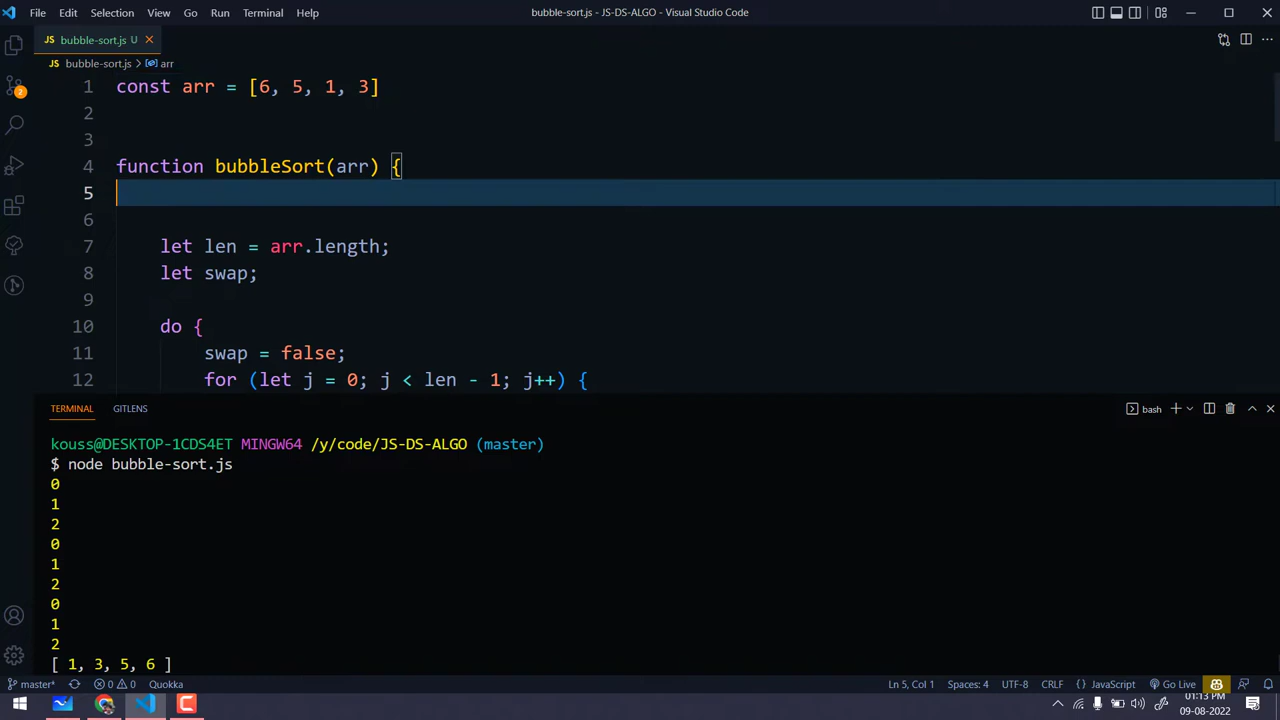 File Edit Selection View Go Run Terminal Help
bubble-sort.js - JS-DS-ALGO - Visual Studio Code
JS bubble-sort.js U
JS bubble-sort.js > arr
1 const arr = [6, 5, 1, 3]
2
3
4 function bubbleSort(arr) {
5
6
7 let len = arr.length;
8 let swap;
9
10 do {
11 swap = false;
12 for (let j = 0; j < len - 1; j++) {
2
TERMINAL GITLENS
bash
kouss@DESKTOP-1CDS4ET MINGW64 /y/code/JS-DS-ALGO (master)
$ node bubble-sort.js
0
1
2
0
1
2
0
1
2
[ 1, 3, 5, 6 ]
master* 0 0 Quokka
Ln 5, Col 1 Spaces: 4 UTF-8 CRLF {} JavaScript Go Live
01:13 PM
09-08-2022